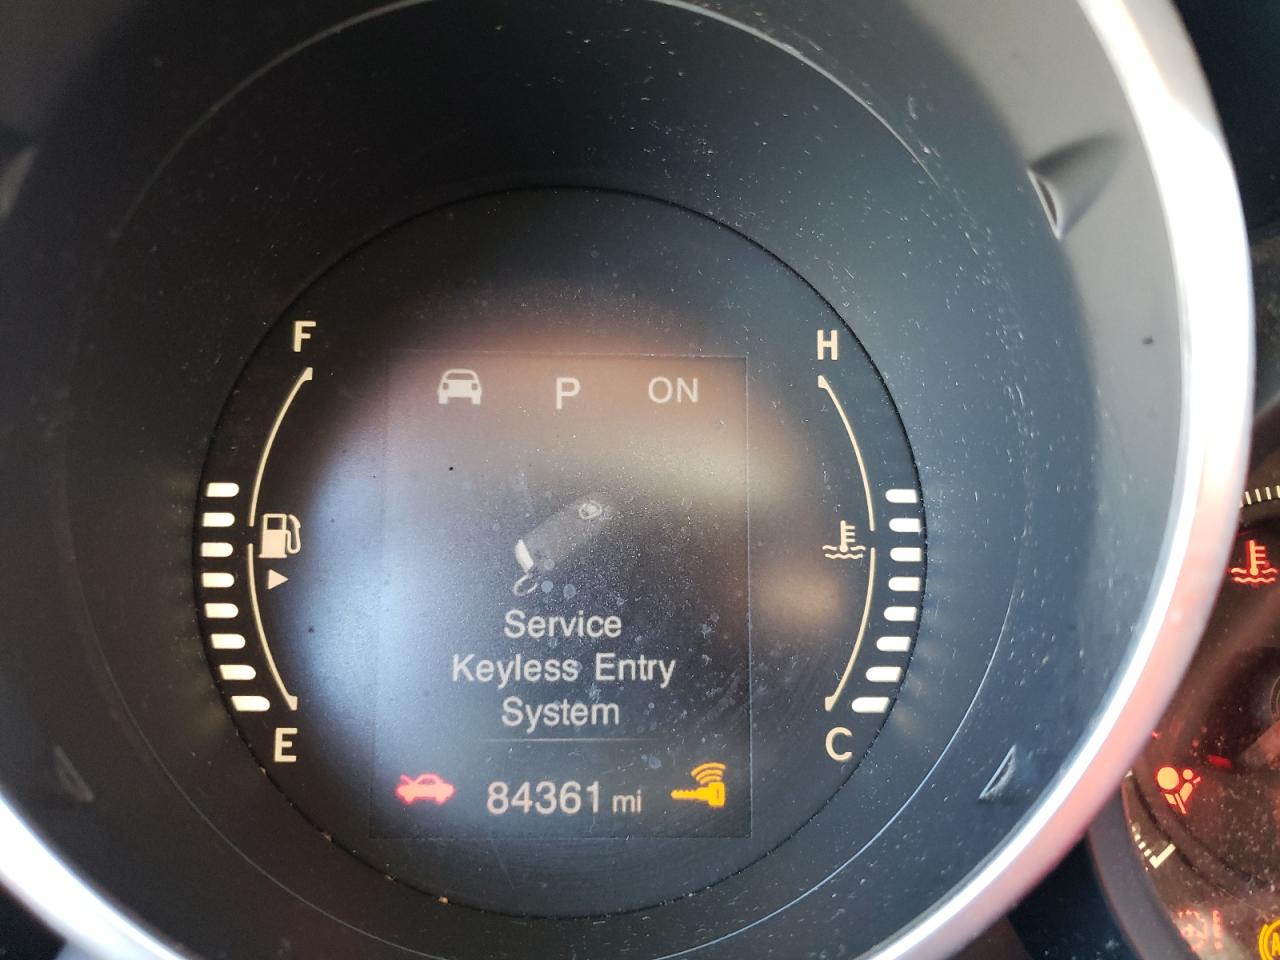 F
H
P ON
Service
Keyless Entry
System
E
C
84361 mi